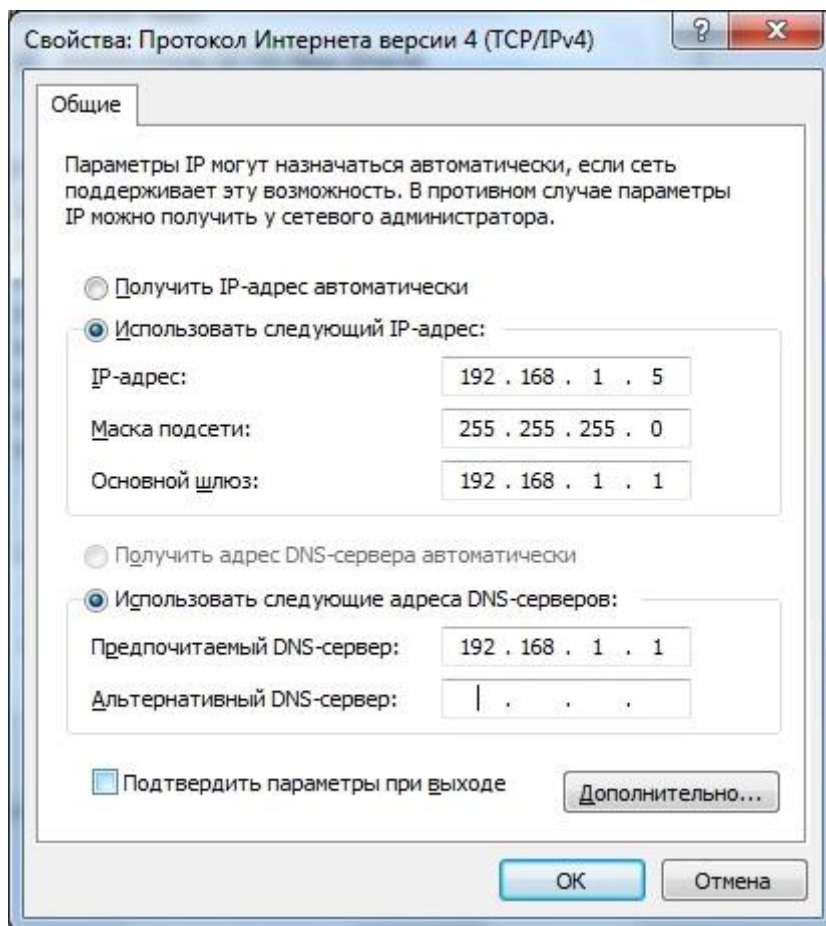 Свойства: Протокол Интернета версии 4 (TCP/IPv4)
Общие
Параметры IP могут назначаться автоматически, если сеть
поддерживает эту возможность. В противном случае параметры
IP можно получить у сетевого администратора.
Получить IP-адрес автоматически
Использовать следующий IP-адрес:
IP-адрес: 192 . 168 . 1 . 5
Маска подсети: 255 . 255 . 255 . 0
Основной шлюз: 192 . 168 . 1 . 1
Получить адрес DNS-сервера автоматически
Использовать следующие адреса DNS-серверов:
Предпочитаемый DNS-сервер: 192 . 168 . 1 . 1
Альтернативный DNS-сервер: . . .
Подтвердить параметры при выходе
Дополнительно...
ОК Отмена